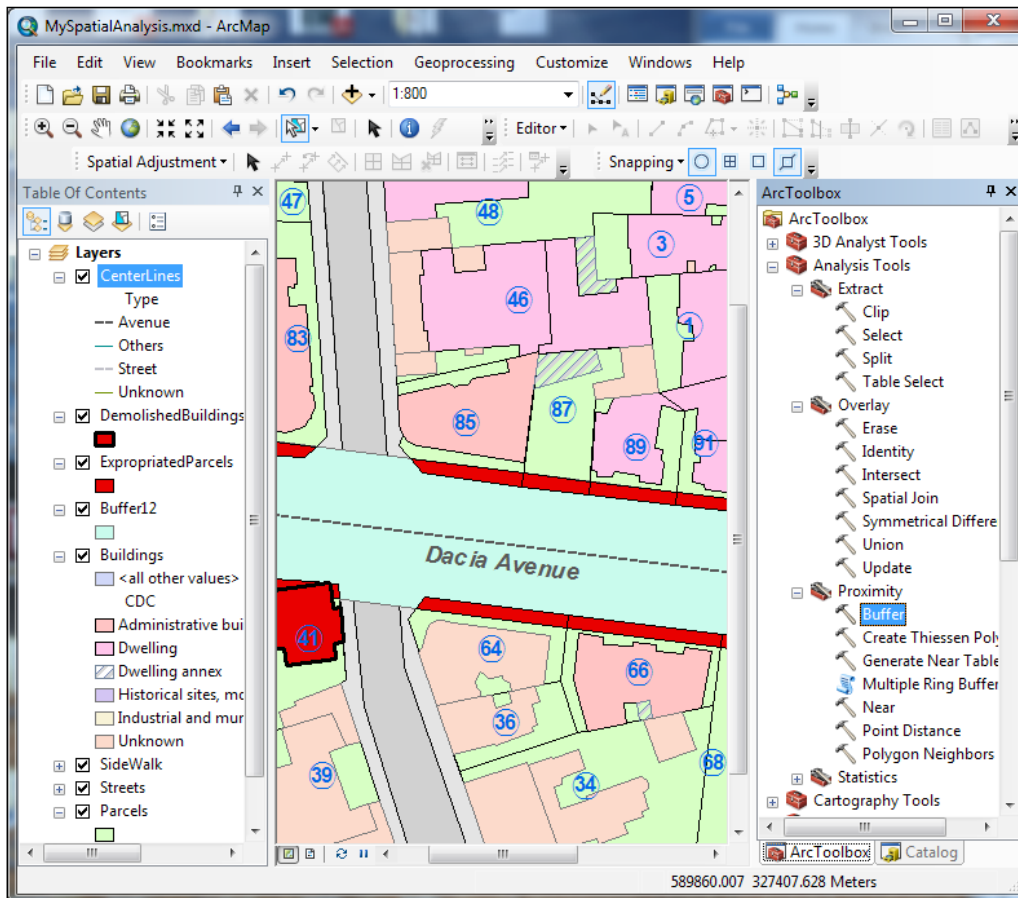 MySpatialAnalysis.mxd - ArcMap
File Edit View Bookmarks Insert Selection Geoprocessing Customize Windows Help
1:800
Editor
Spatial Adjustment
Snapping
Table Of Contents
Layers
CenterLines
Type
Avenue
Others
Street
Unknown
DemolishedBuildings
ExpropriatedParcels
Buffer12
Buildings
<all other values>
CDC
Administrative bui
Dwelling
Dwelling annex
Historical sites, mo
Industrial and mur
Unknown
SideWalk
Streets
Parcels
47
48
5
3
46
1
83
85
87
89
91
Dacia Avenue
41
64
66
36
39
34
68
ArcToolbox
ArcToolbox
3D Analyst Tools
Analysis Tools
Extract
Clip
Select
Split
Table Select
Overlay
Erase
Identity
Intersect
Spatial Join
Symmetrical Differe
Union
Update
Proximity
Buffer
Create Thiessen Poly
Generate Near Table
Multiple Ring Buffer
Near
Point Distance
Polygon Neighbors
Statistics
Cartography Tools
ArcToolbox Catalog
589860.007 327407.628 Meters